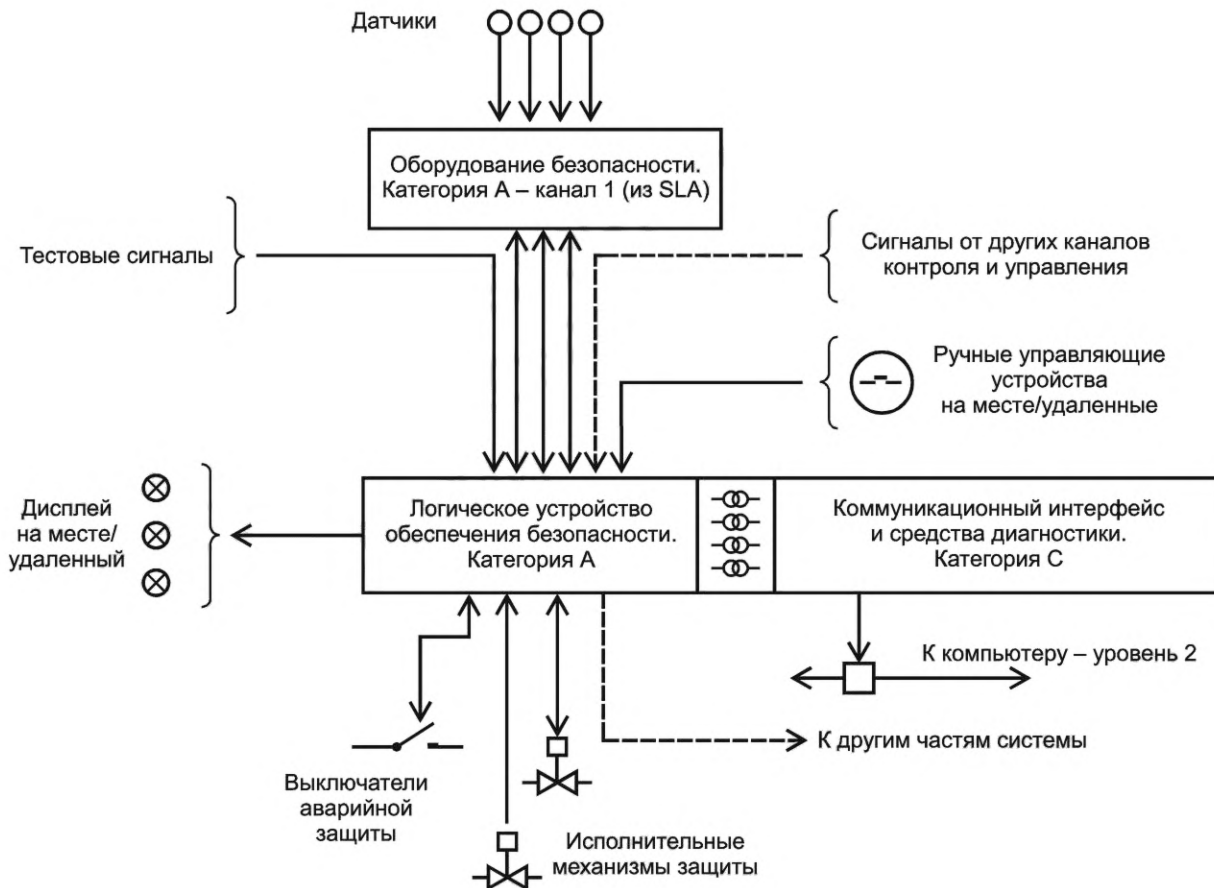 Датчики
Оборудование безопасности.
Категория А – канал 1 (из SLA)
Тестовые сигналы
Сигналы от других каналов
контроля и управления
Ручные управляющие
устройства
на месте/удаленные
Дисплей
на месте/
удаленный
Логическое устройство
обеспечения безопасности.
Категория А
Коммуникационный интерфейс
и средства диагностики.
Категория С
К компьютеру – уровень 2
К другим частям системы
Выключатели
аварийной
защиты
Исполнительные
механизмы защиты